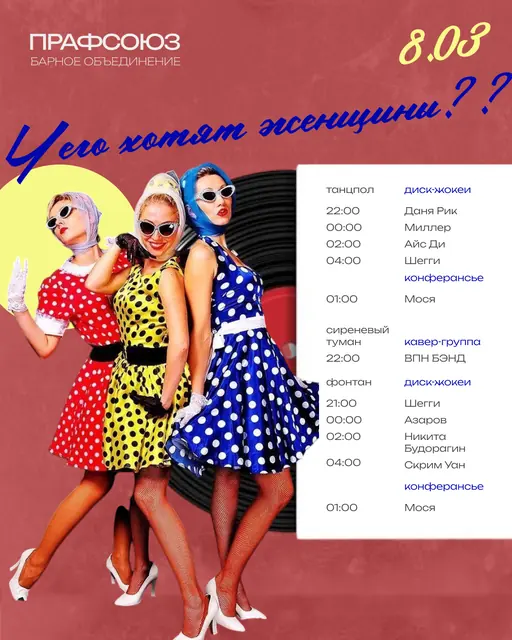 ПРАФСОЮЗ
БАРНОЕ ОБЪЕДИНЕНИЕ
8.03
Чего хотят женщины??
танцпол диск-жокеи
22:00 Даня Рик
00:00 Миллер
02:00 Айс Ди
04:00 Шегги
конферансье
01:00 Мося
сиреневый
туман кавер-группа
22:00 ВПН БЭНД
фонтан диск-жокеи
21:00 Шегги
00:00 Азаров
02:00 Никита
Будорагин
04:00 Скрим Уан
конферансье
01:00 Мося